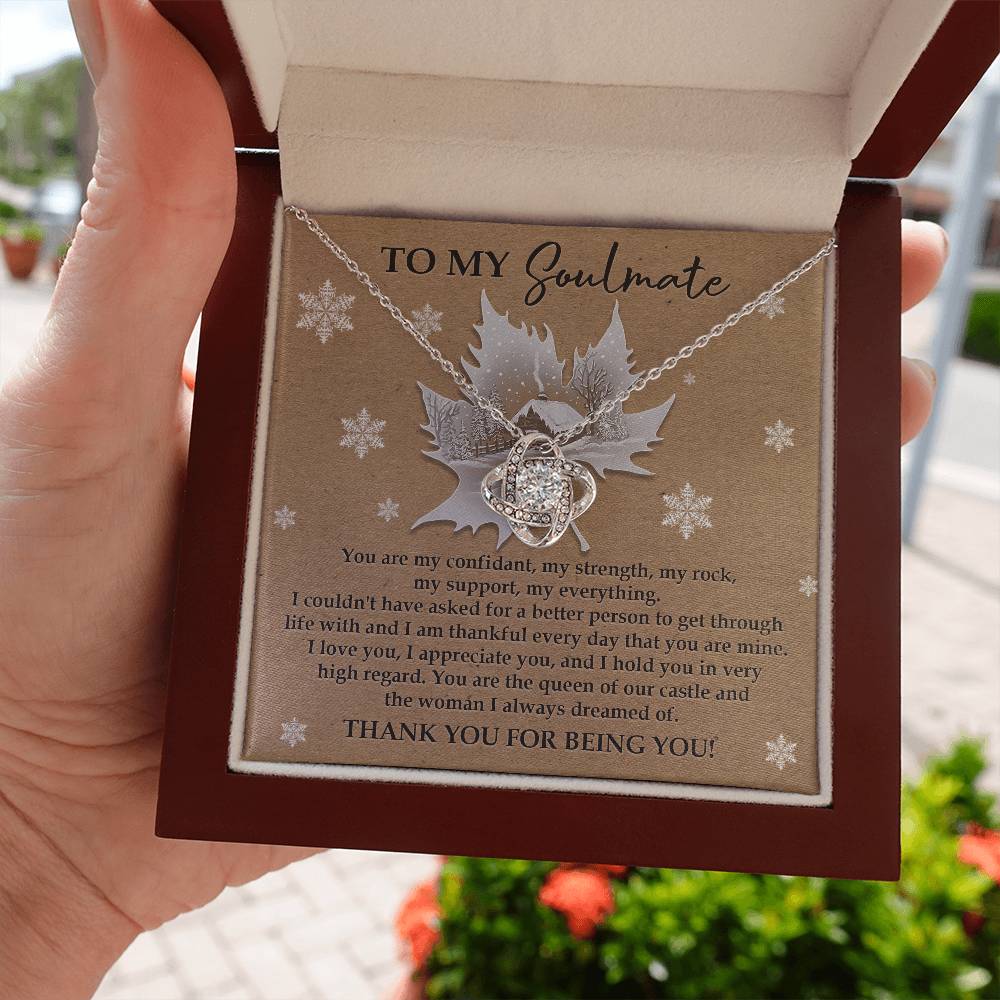 TO MY Soulmate
You are my confidant, my strength, my rock,
my support, my everything.
I couldn't have asked for a better person to get through
life with and I am thankful every day that you are mine.
I love you, I appreciate you, and I hold you in very
high regard. You are the queen of our castle and
the woman I always dreamed of.
THANK YOU FOR BEING YOU!